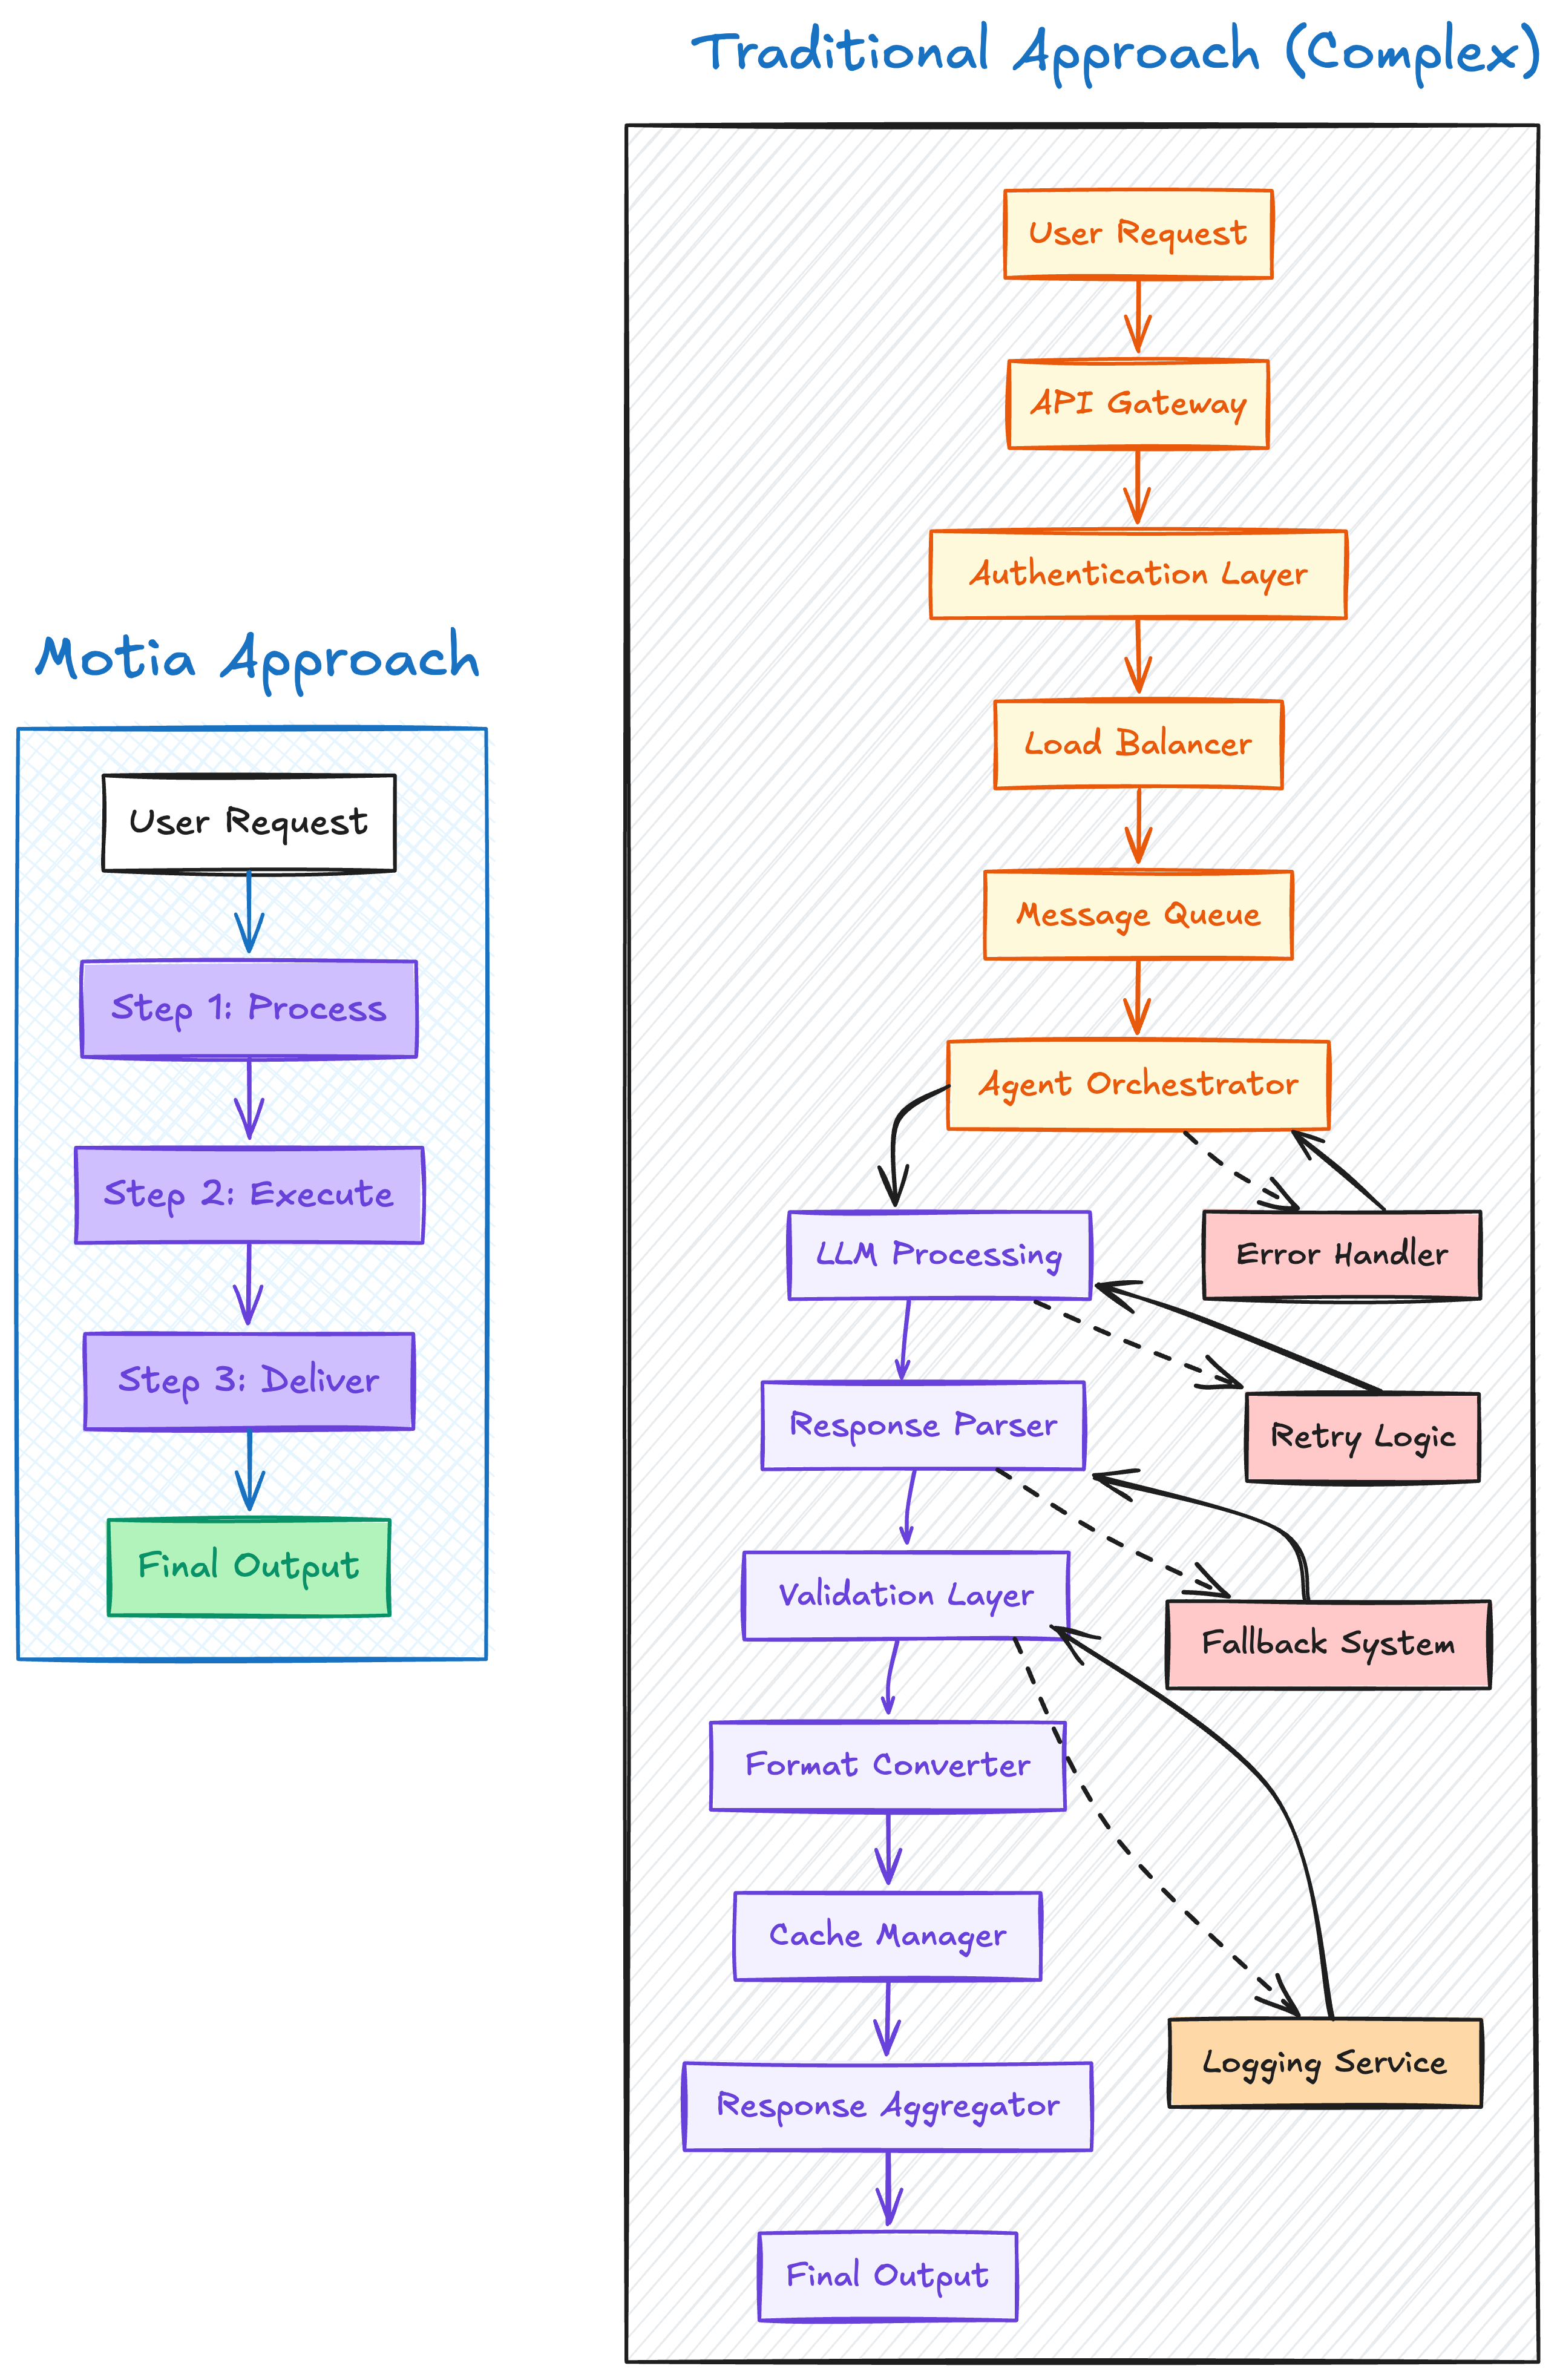 Traditional Approach (Complex)
User Request
API Gateway
Authentication Layer
Load Balancer
Message Queue
Agent Orchestrator
LLM Processing
Error Handler
Response Parser
Retry Logic
Validation Layer
Fallback System
Format Converter
Cache Manager
Logging Service
Response Aggregator
Final Output
Motia Approach
User Request
Step 1: Process
Step 2: Execute
Step 3: Deliver
Final Output